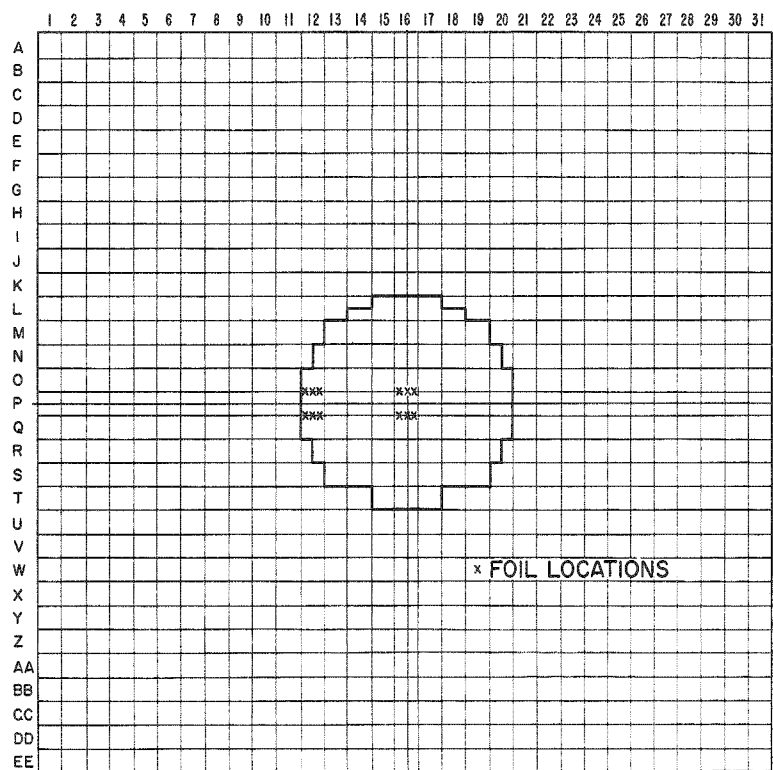 1 2 3 4 5 6 7 8 9 10 11 12 13 14 15 16 17 18 19 20 21 22 23 24 25 26 27 28 29 30 31
A
B
C
D
E
F
G
H
I
J
K
L
M
N
O
x x x x x x
P
x x x x x x
Q
R
S
T
U
V
W x FOIL LOCATIONS
X
Y
Z
AA
BB
CC
DD
EE